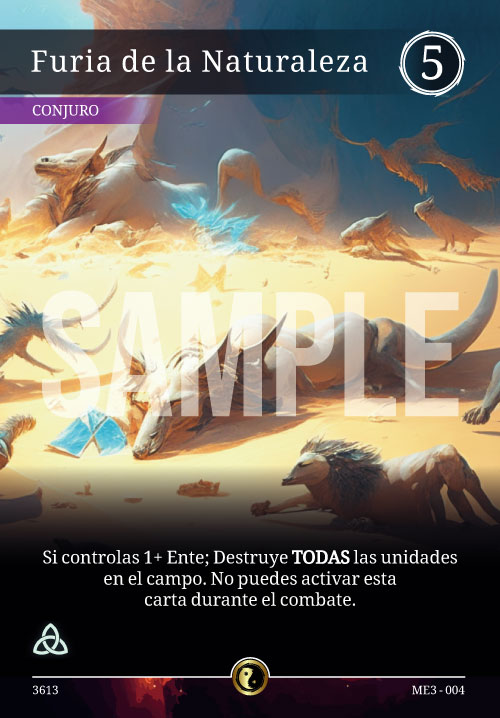 Furia de la Naturaleza
5
CONJURO
SAMPLE
Si controlas 1+ Ente; Destruye TODAS las unidades
en el campo. No puedes activar esta
carta durante el combate.
3613
ME3 - 004